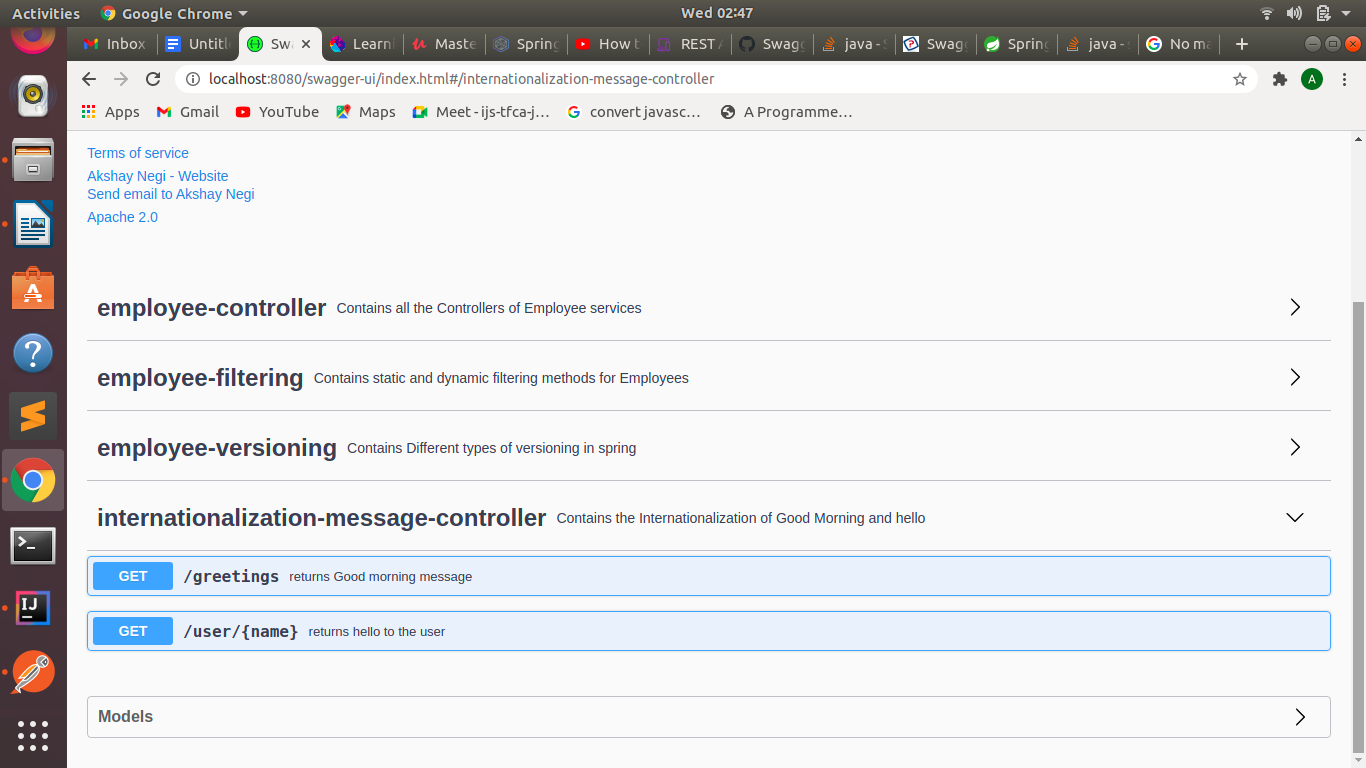 Activities Google Chrome Wed 02:47
Inbox Untitl Swa Learni Maste Spring How t REST A Swagg java - S Swagg Spring java - s No ma
localhost:8080/swagger-ui/index.html#/internationalization-message-controller A
Apps Gmail YouTube Maps Meet - ijs-tfca-j… convert javasc… A Programme…
Terms of service
Akshay Negi - Website
Send email to Akshay Negi
Apache 2.0
employee-controller Contains all the Controllers of Employee services
employee-filtering Contains static and dynamic filtering methods for Employees
employee-versioning Contains Different types of versioning in spring
internationalization-message-controller Contains the Internationalization of Good Morning and hello
GET /greetings returns Good morning message
GET /user/{name} returns hello to the user
Models